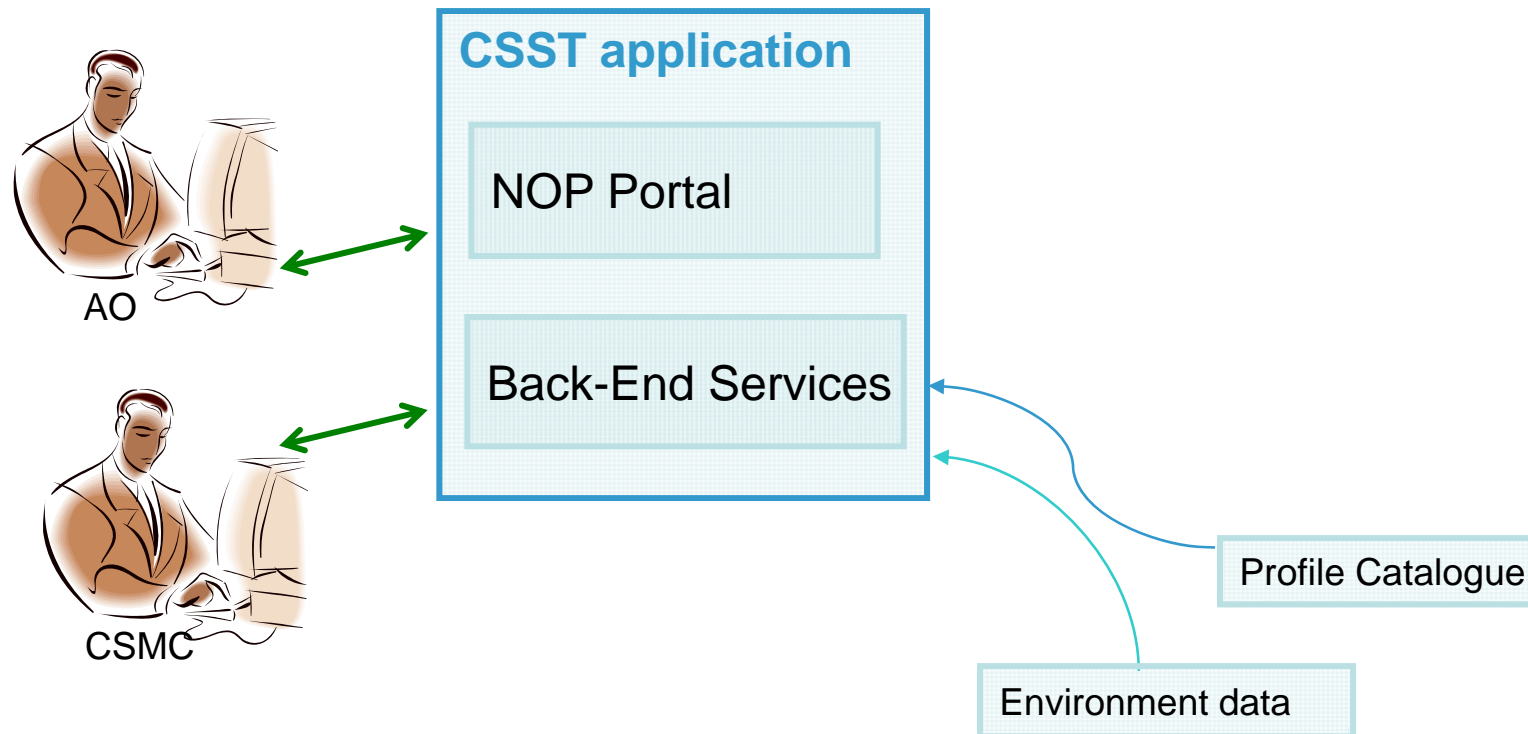 CSST application
NOP Portal
AO
Back-End Services
CSMC
Profile Catalogue
Environment data